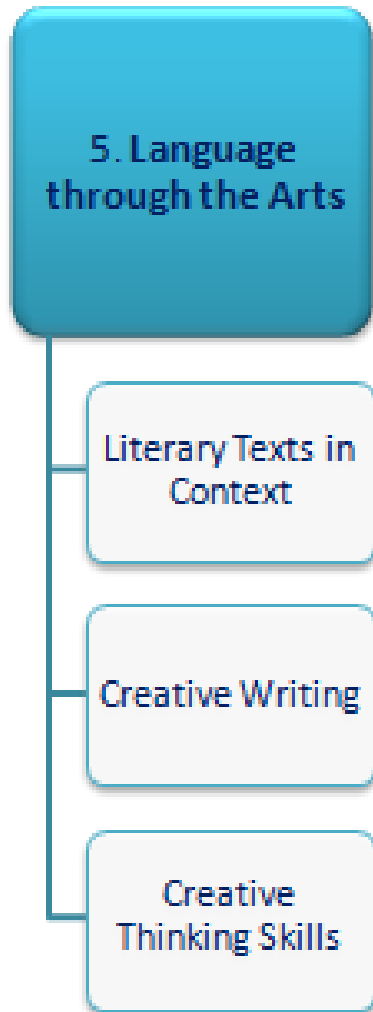 5. Language
through the Arts
Literary Texts in
Context
Creative Writing
Creative
Thinking Skills